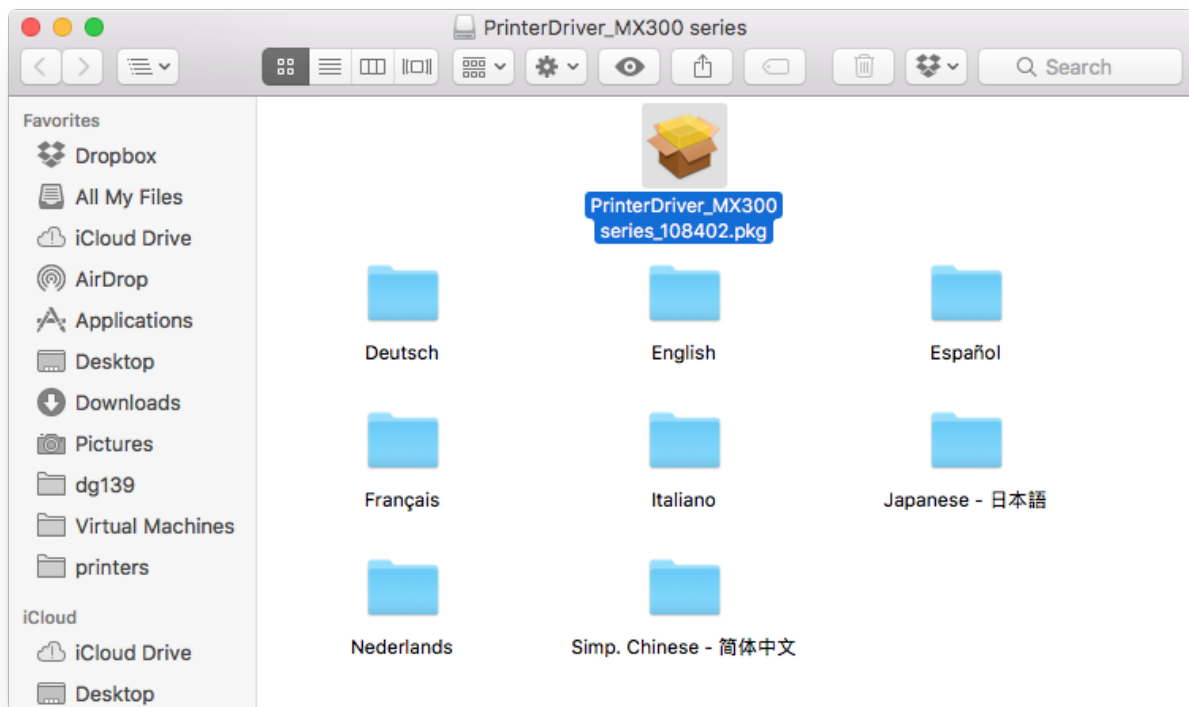 PrinterDriver_MX300 series
Search
Favorites
Dropbox
All My Files
iCloud Drive
AirDrop
Applications
Desktop
Downloads
Pictures
dg139
Virtual Machines
printers
iCloud
iCloud Drive
Desktop
PrinterDriver_MX300
series_108402.pkg
Deutsch
English
Español
Français
Italiano
Japanese - 日本語
Nederlands
Simp. Chinese - 简体中文